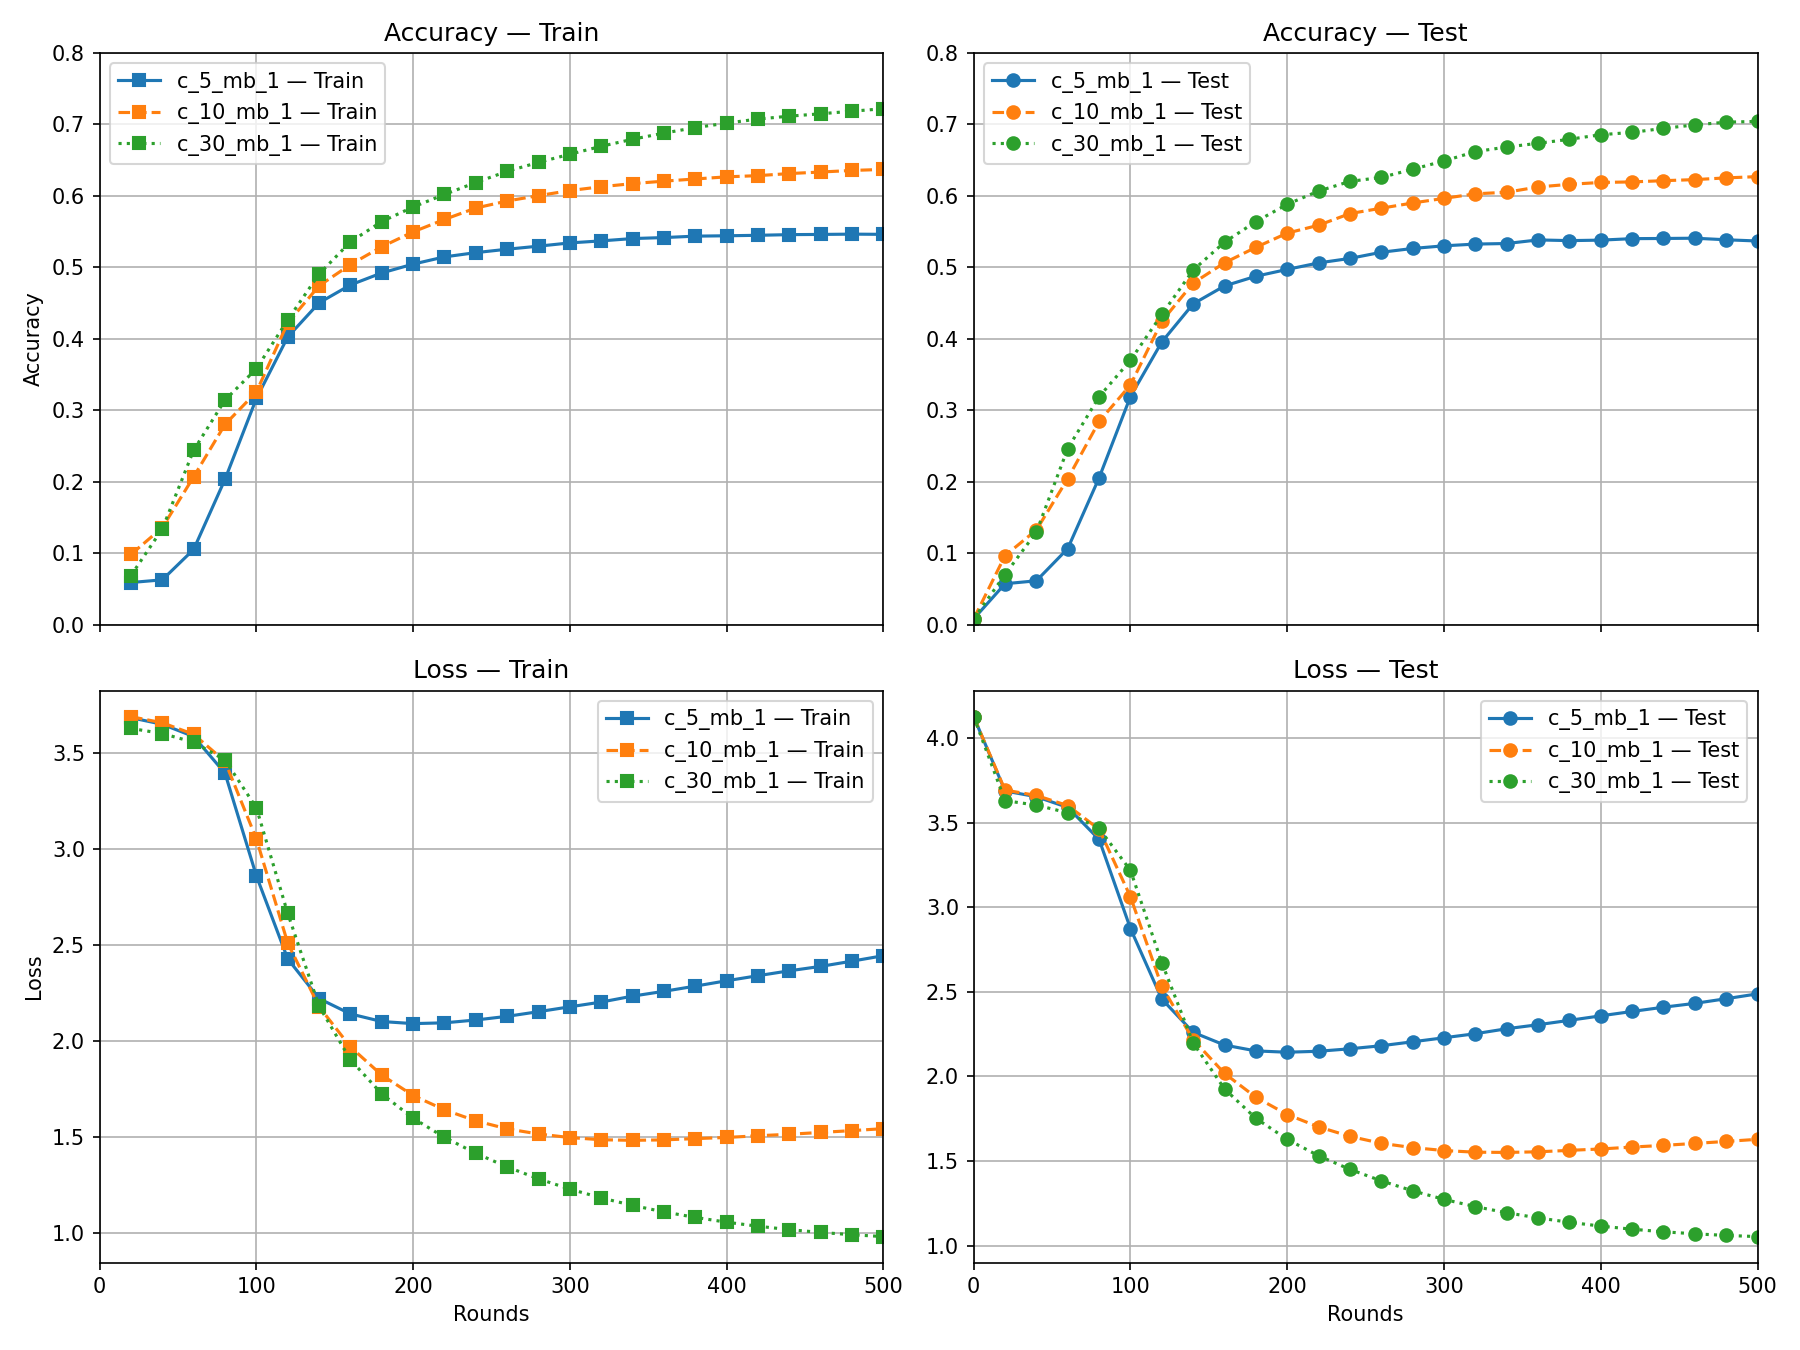 Accuracy — Train
c_5_mb_1 — Train
c_10_mb_1 — Train
c_30_mb_1 — Train
0.8
0.7
0.6
0.5
0.4
0.3
0.2
0.1
0.0
Accuracy
Accuracy — Test
c_5_mb_1 — Test
c_10_mb_1 — Test
c_30_mb_1 — Test
0.8
0.7
0.6
0.5
0.4
0.3
0.2
0.1
0.0
Loss — Train
c_5_mb_1 — Train
c_10_mb_1 — Train
c_30_mb_1 — Train
3.5
3.0
2.5
2.0
1.5
1.0
Loss
0 100 200 300 400 500
Rounds
Loss — Test
c_5_mb_1 — Test
c_10_mb_1 — Test
c_30_mb_1 — Test
4.0
3.5
3.0
2.5
2.0
1.5
1.0
0 100 200 300 400 500
Rounds